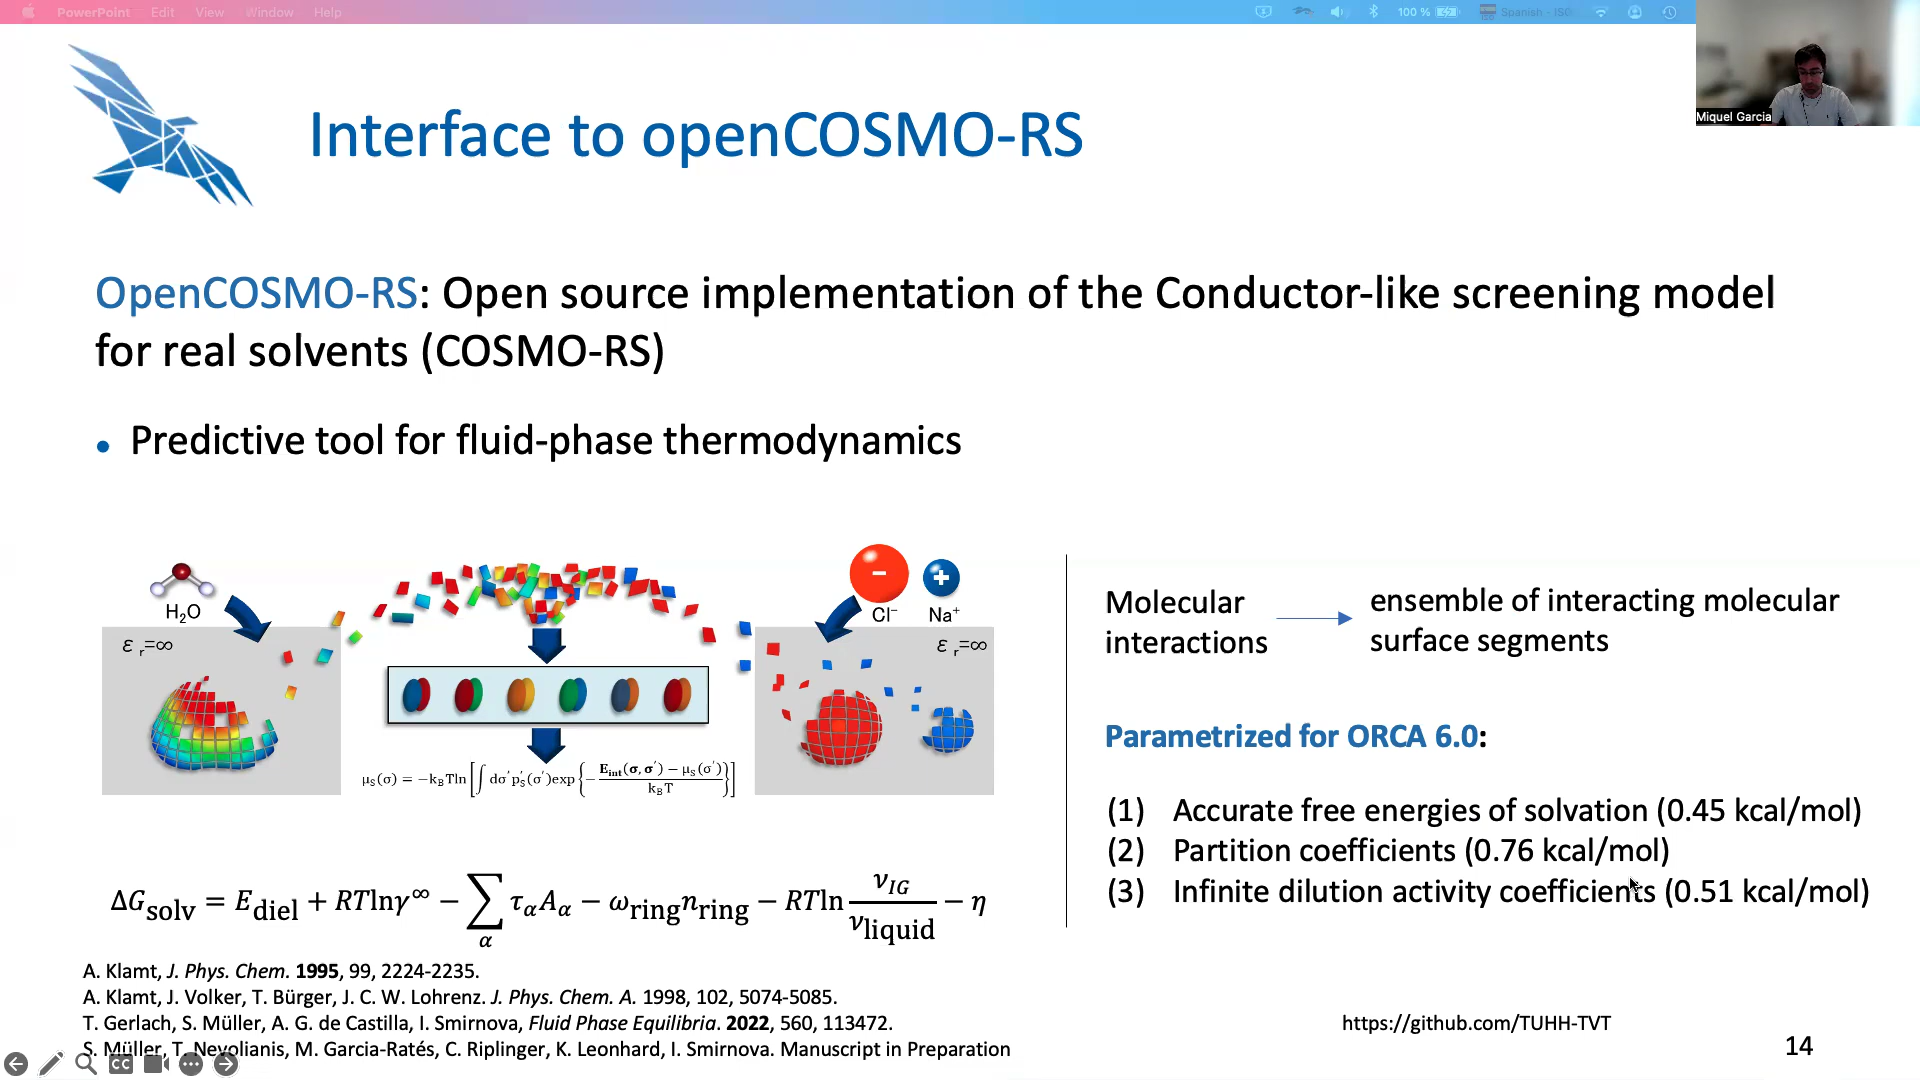 PowerPoint Edit View Window Help 100 % Spanish - ISO
Miquel Garcia
Interface to openCOSMO-RS
OpenCOSMO-RS: Open source implementation of the Conductor-like screening model
for real solvents (COSMO-RS)
• Predictive tool for fluid-phase thermodynamics
H₂O
εr=∞
− Cl⁻
+ Na⁺
εr=∞
μS(σ) = −kBTln[∫dσ′p′S(σ′)exp{−(Eint(σ,σ′) − μS(σ′))/kBT}]
Molecular
interactions
ensemble of interacting molecular
surface segments
Parametrized for ORCA 6.0:
(1) Accurate free energies of solvation (0.45 kcal/mol)
(2) Partition coefficients (0.76 kcal/mol)
(3) Infinite dilution activity coefficients (0.51 kcal/mol)
ΔGsolv = Ediel + RTlnγ^∞ − ∑α ταAα − ωring nring − RTln νIG/νliquid − η
A. Klamt, J. Phys. Chem. 1995, 99, 2224-2235.
A. Klamt, J. Volker, T. Bürger, J. C. W. Lohrenz. J. Phys. Chem. A. 1998, 102, 5074-5085.
T. Gerlach, S. Müller, A. G. de Castilla, I. Smirnova, Fluid Phase Equilibria. 2022, 560, 113472.
S. Müller, T. Nevolianis, M. Garcia-Ratés, C. Riplinger, K. Leonhard, I. Smirnova. Manuscript in Preparation
https://github.com/TUHH-TVT
14
CC